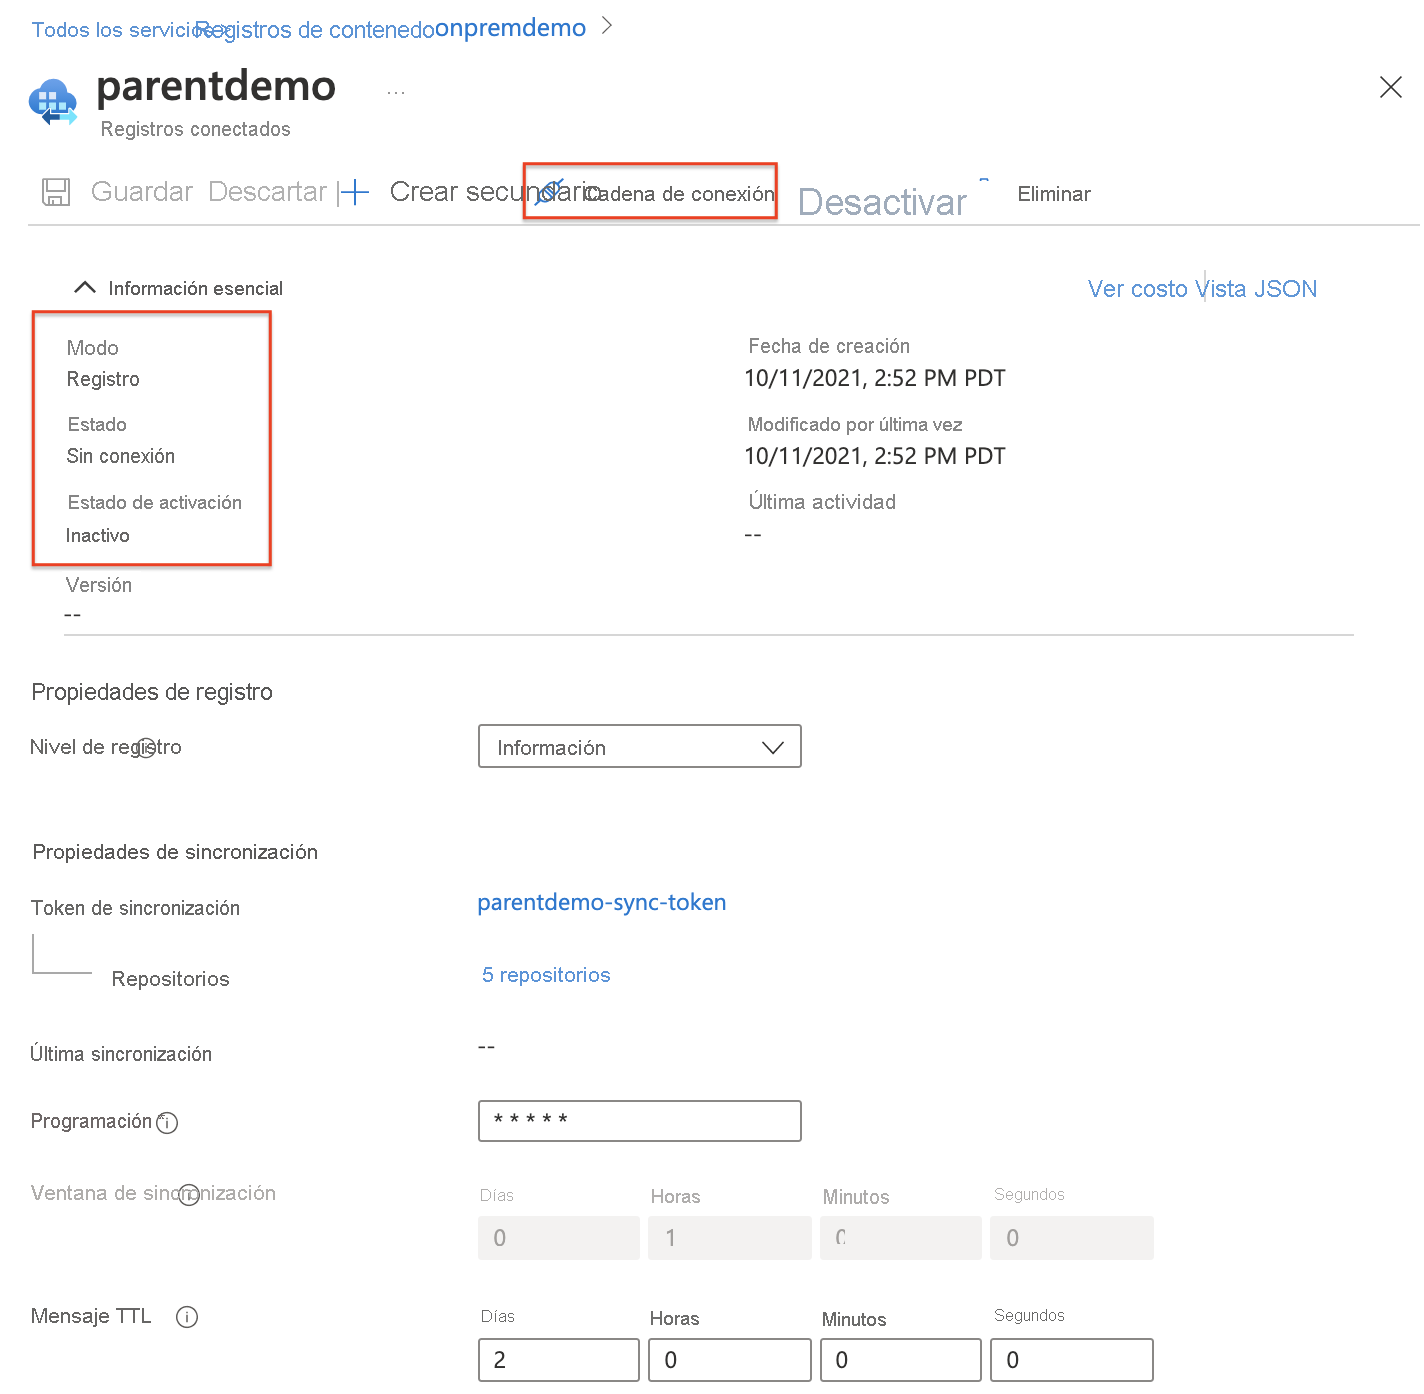 Todos los servicios > Registros de contenedo onpremdemo >
parentdemo ...
Registros conectados
Guardar Descartar | Crear secundario Cadena de conexión Desactivar Eliminar
Información esencial Ver costo Vista JSON
Modo Fecha de creación
Registro 10/11/2021, 2:52 PM PDT
Estado Modificado por última vez
Sin conexión 10/11/2021, 2:52 PM PDT
Estado de activación Última actividad
Inactivo --
Versión
--
Propiedades de registro
Nivel de registro Información
Propiedades de sincronización
Token de sincronización parentdemo-sync-token
Repositorios 5 repositorios
Última sincronización --
Programación * * * * * *
Ventana de sincronización Días Horas Minutos Segundos
0 1 0 0
Mensaje TTL Días Horas Minutos Segundos
2 0 0 0